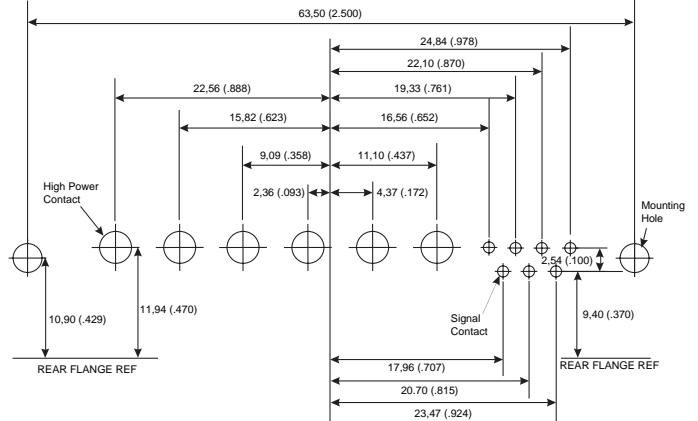 63,50 (2.500)
24,84 (.978)
22,10 (.870)
22,56 (.888)
19,33 (.761)
15,82 (.623)
16,56 (.652)
9,09 (.358)
11,10 (.437)
High Power
Contact
2,36 (.093)
4,37 (.172)
Mounting
Hole
2,54 (.100)
10,90 (.429)
11,94 (.470)
Signal
Contact
9,40 (.370)
REAR FLANGE REF
REAR FLANGE REF
17,96 (.707)
20.70 (.815)
23,47 (.924)